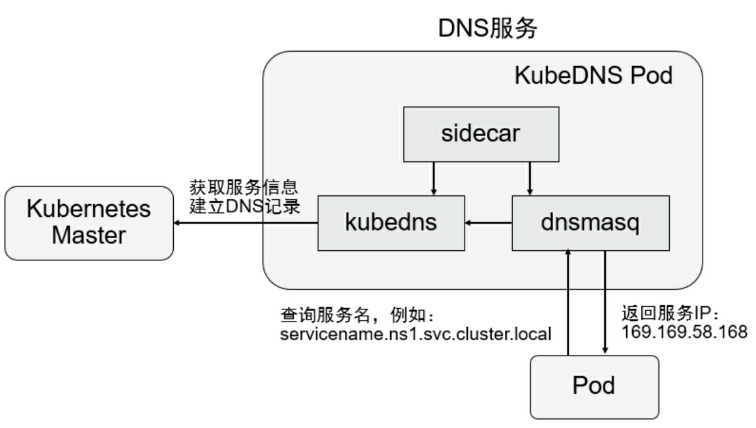 DNS服务
KubeDNS Pod
sidecar
获取服务信息
建立DNS记录
Kubernetes
Master
kubedns
dnsmasq
查询服务名，例如：
servicename.ns1.svc.cluster.local
返回服务IP：
169.169.58.168
Pod